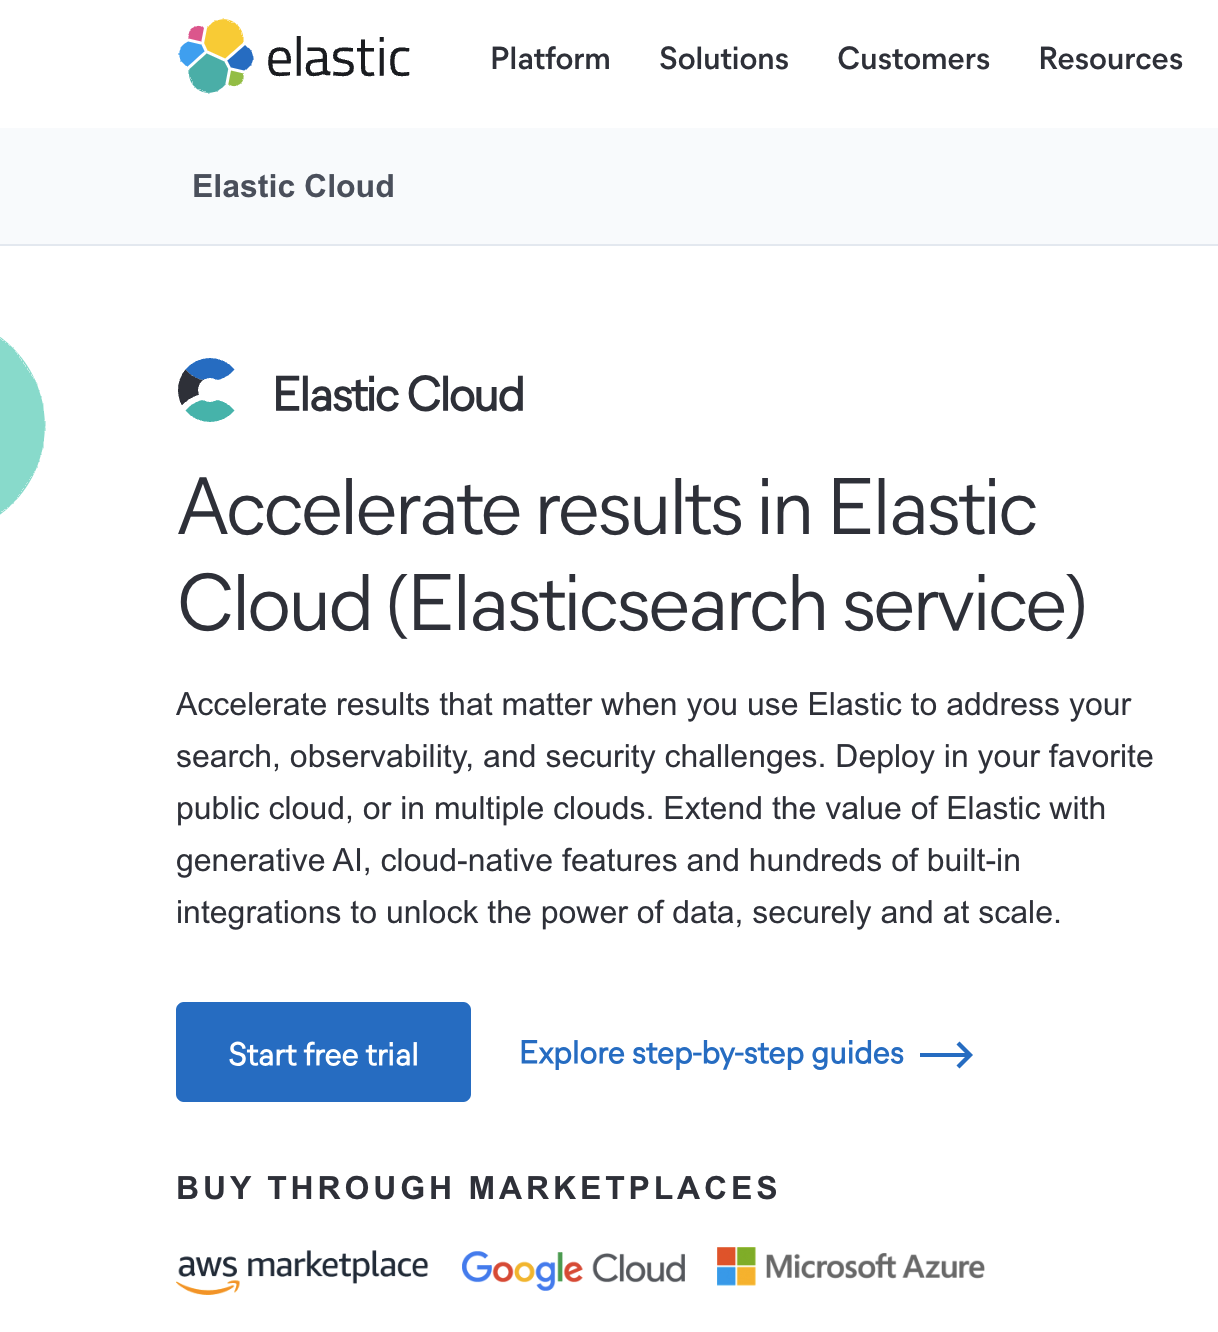 elastic
Platform
Solutions
Customers
Resources
Elastic Cloud
Elastic Cloud
Accelerate results in Elastic
Cloud (Elasticsearch service)
Accelerate results that matter when you use Elastic to address your
search, observability, and security challenges. Deploy in your favorite
public cloud, or in multiple clouds. Extend the value of Elastic with
generative AI, cloud-native features and hundreds of built-in
integrations to unlock the power of data, securely and at scale.
Start free trial
Explore step-by-step guides
BUY THROUGH MARKETPLACES
aws marketplace
Google Cloud
Microsoft Azure